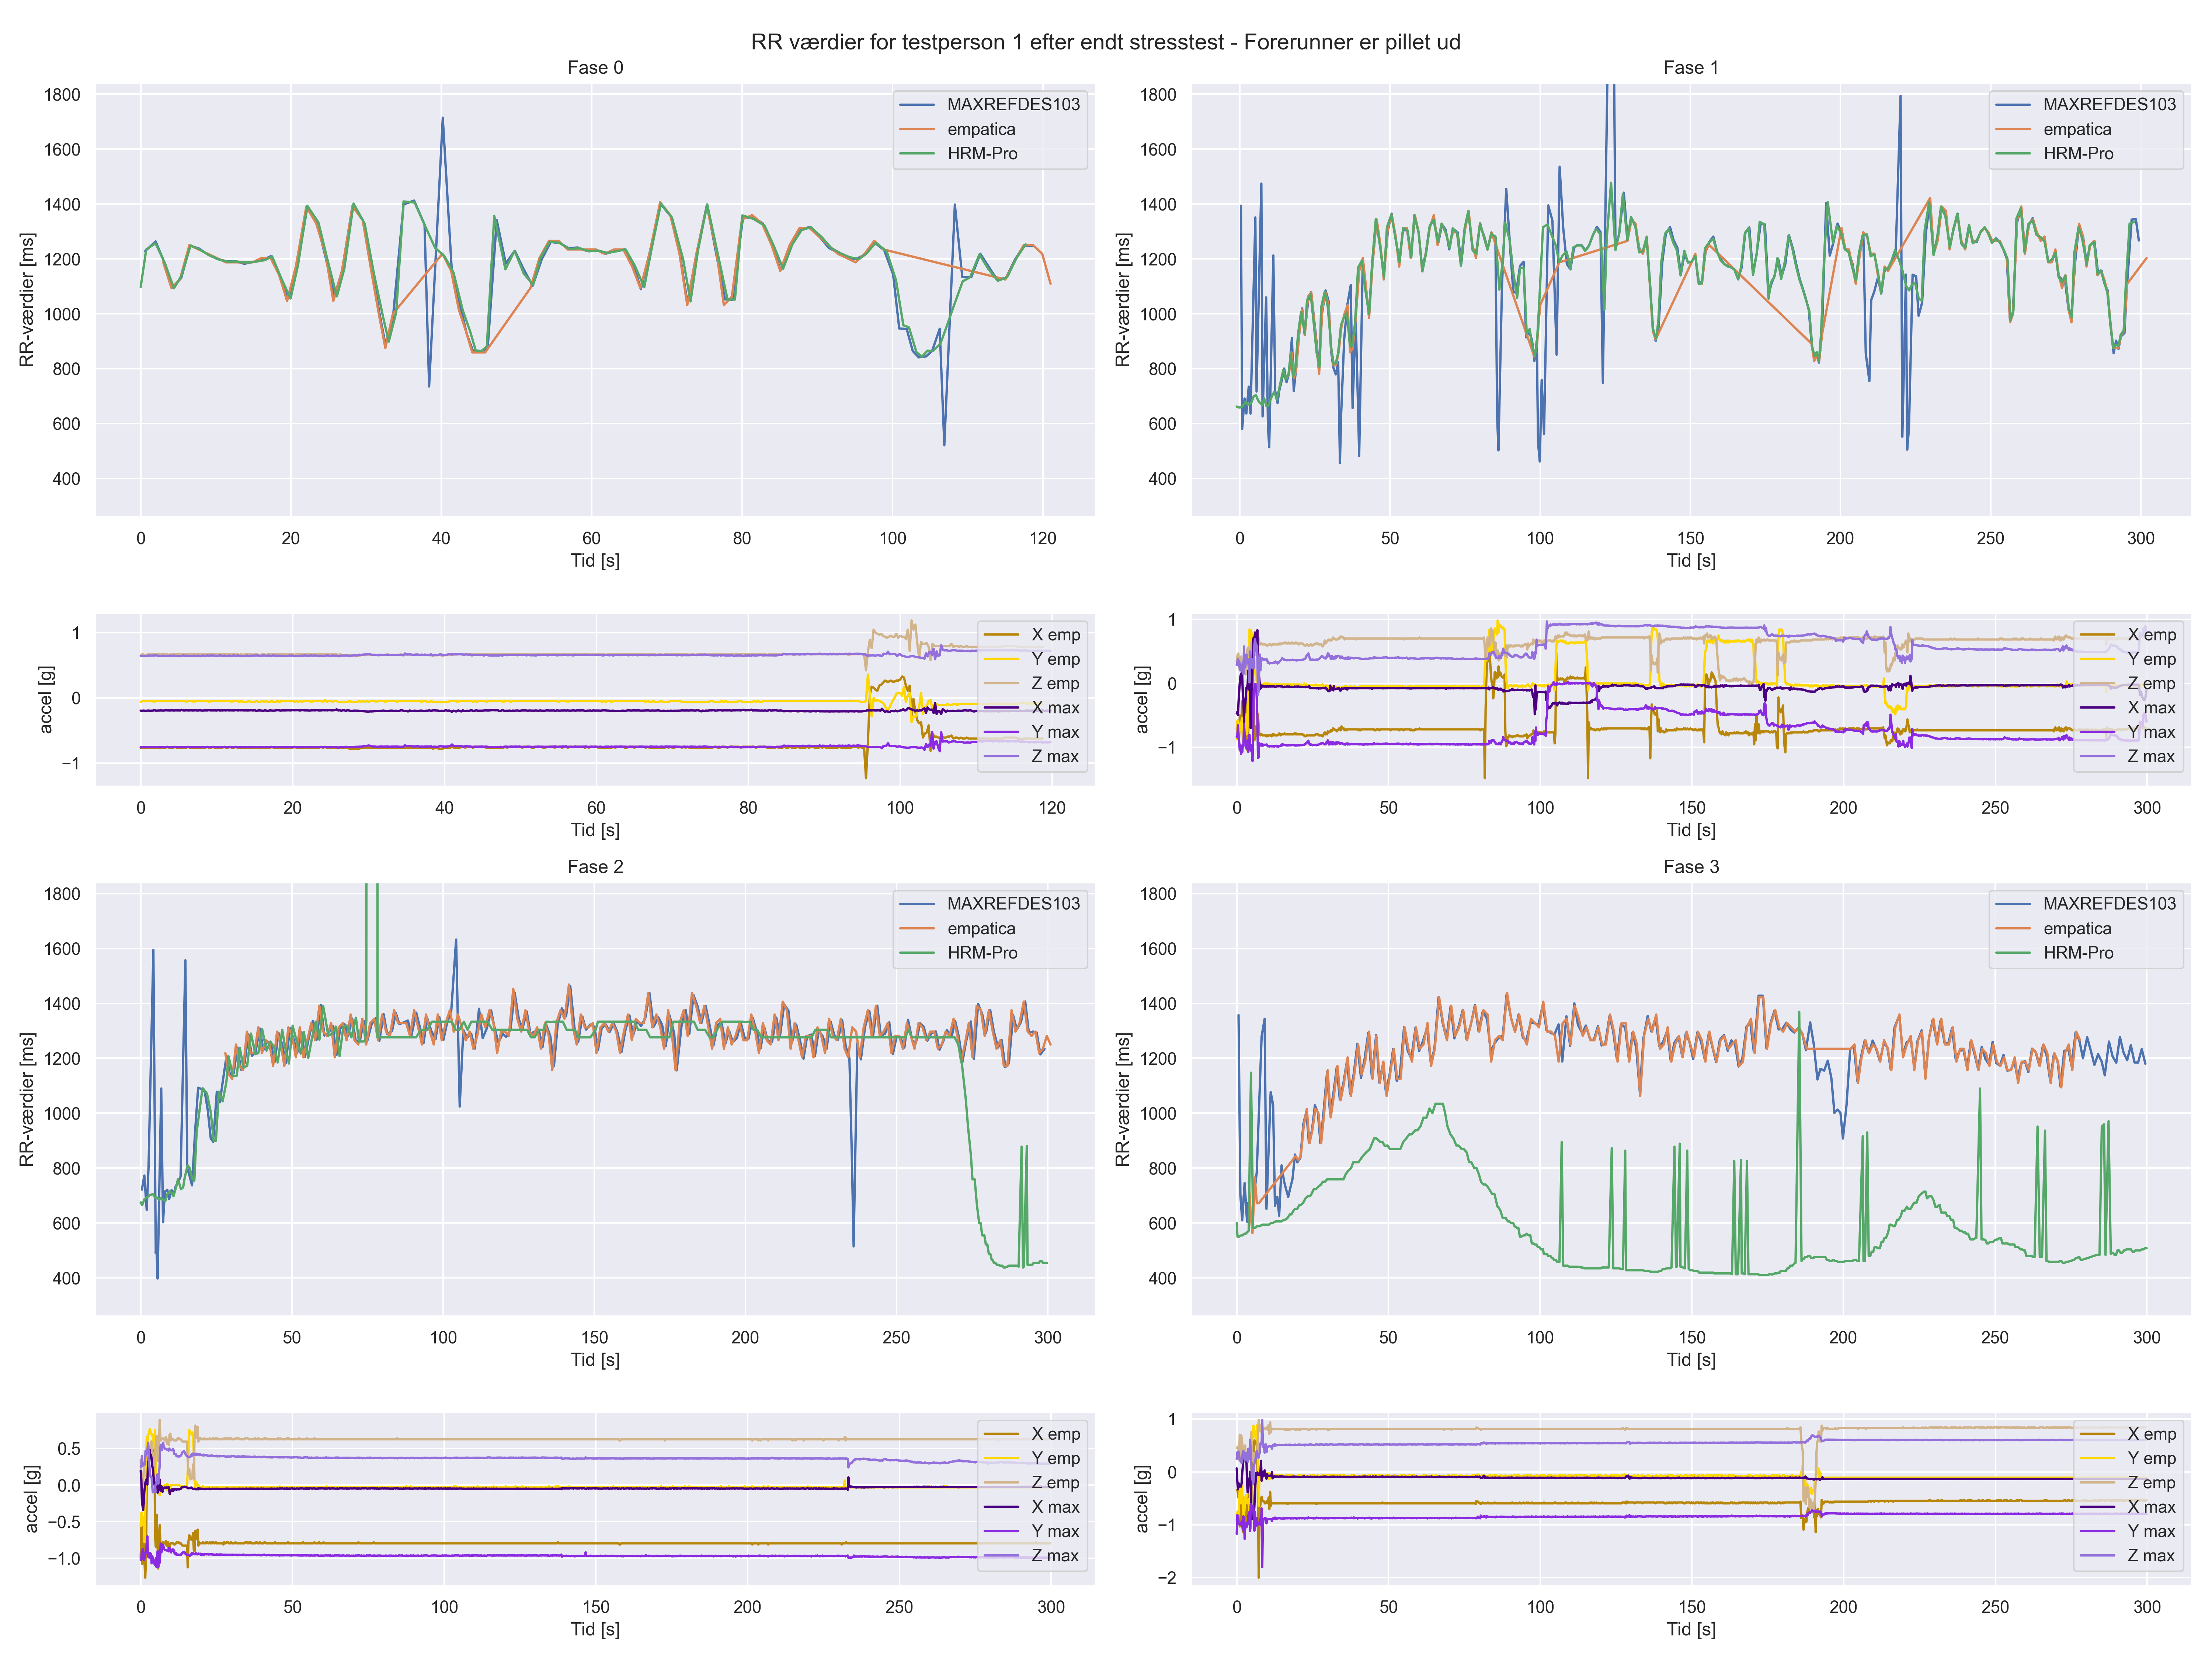 RR værdier for testperson 1 efter endt stresstest - Forerunner er pillet ud
Fase 0
1800
1600
1400
1200
1000
800
600
400
RR-værdier [ms]
MAXREFDES103
empatica
HRM-Pro
0 20 40 60 80 100 120
Tid [s]
Fase 1
1800
1600
1400
1200
1000
800
600
400
RR-værdier [ms]
MAXREFDES103
empatica
HRM-Pro
0 50 100 150 200 250 300
Tid [s]
1
0
−1
accel [g]
X emp
Y emp
Z emp
X max
Y max
Z max
0 20 40 60 80 100 120
Tid [s]
1
0
−1
accel [g]
X emp
Y emp
Z emp
X max
Y max
Z max
0 50 100 150 200 250 300
Tid [s]
Fase 2
1800
1600
1400
1200
1000
800
600
400
RR-værdier [ms]
MAXREFDES103
empatica
HRM-Pro
0 50 100 150 200 250 300
Tid [s]
Fase 3
1800
1600
1400
1200
1000
800
600
400
RR-værdier [ms]
MAXREFDES103
empatica
HRM-Pro
0 50 100 150 200 250 300
Tid [s]
0.5
0.0
−0.5
−1.0
accel [g]
X emp
Y emp
Z emp
X max
Y max
Z max
0 50 100 150 200 250 300
Tid [s]
1
0
−1
−2
accel [g]
X emp
Y emp
Z emp
X max
Y max
Z max
0 50 100 150 200 250 300
Tid [s]